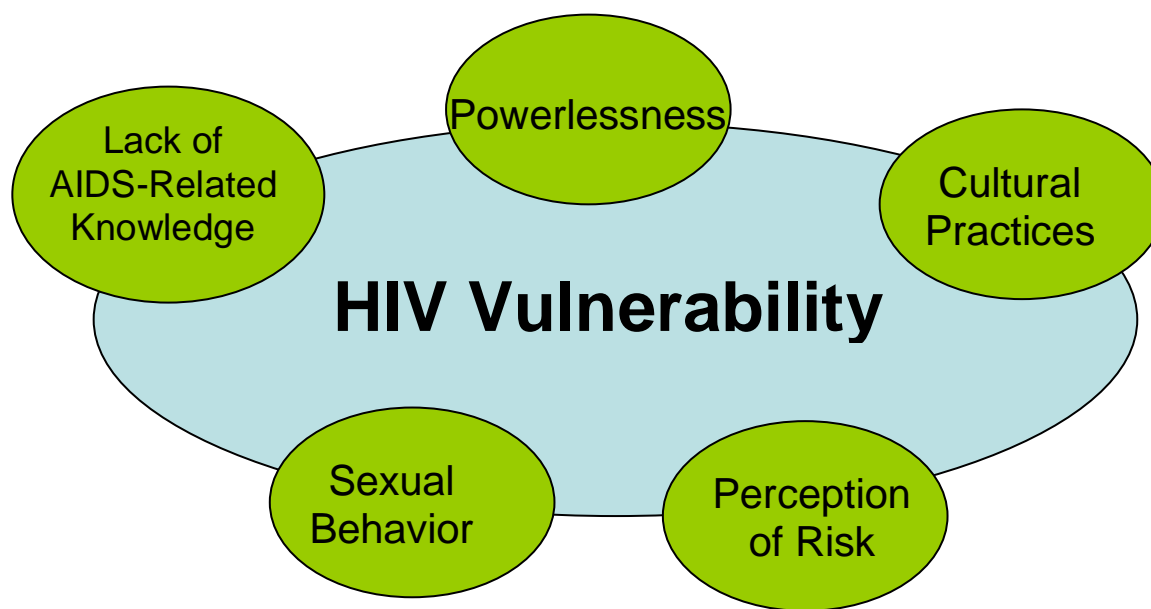 Powerlessness
Lack of
AIDS-Related
Knowledge
Cultural
Practices
HIV Vulnerability
Sexual
Behavior
Perception
of Risk